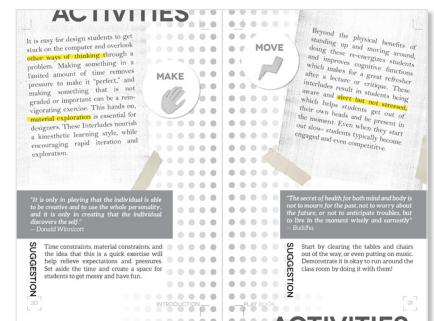 ACTIVITIES
It is easy for design students to get
stuck on the computer and overlook
other ways of thinking through a
problem. Making something in a
limited amount of time removes
pressure to make it "perfect," and
making something that is not
graded or important can be a rein-
vigorating exercise. This hands on,
material exploration is essential for
designers. These Interludes nourish
a kinesthetic learning style, while
encouraging rapid iteration and
exploration.
MAKE
"It is only in playing that the individual is able
to be creative and to use the whole personality,
and it is only in creating that the individual
discovers the self."
– Donald Winnicott
SUGGESTION
Time constraints, material constraints, and
the idea that this is a quick exercise will
help relieve expectations and pressures.
Set aside the time and create a space for
students to get messy and have fun.
20
INTRODUCTION
MOVE
Beyond the physical benefits of
standing up and moving around,
doing these re-energizes students
and improves cognitive functions
which makes for a great refresher
after a lecture or critique. These
interludes result in students being
aware and alert but not stressed,
which helps students get out of
their own heads and be present in
the moment. Even when they start
out slow- students typically become
engaged and even competitive.
"The secret of health for both mind and body is
not to mourn for the past, not to worry about
the future, or not to anticipate troubles, but
to live in the moment wisely and earnestly"
– Buddha
SUGGESTION
Start by clearing the tables and chairs
out of the way, or even putting on music.
Demonstrate it is okay to run around the
class room by doing it with them!
PLAY BOOK
21
ACTIVITIES